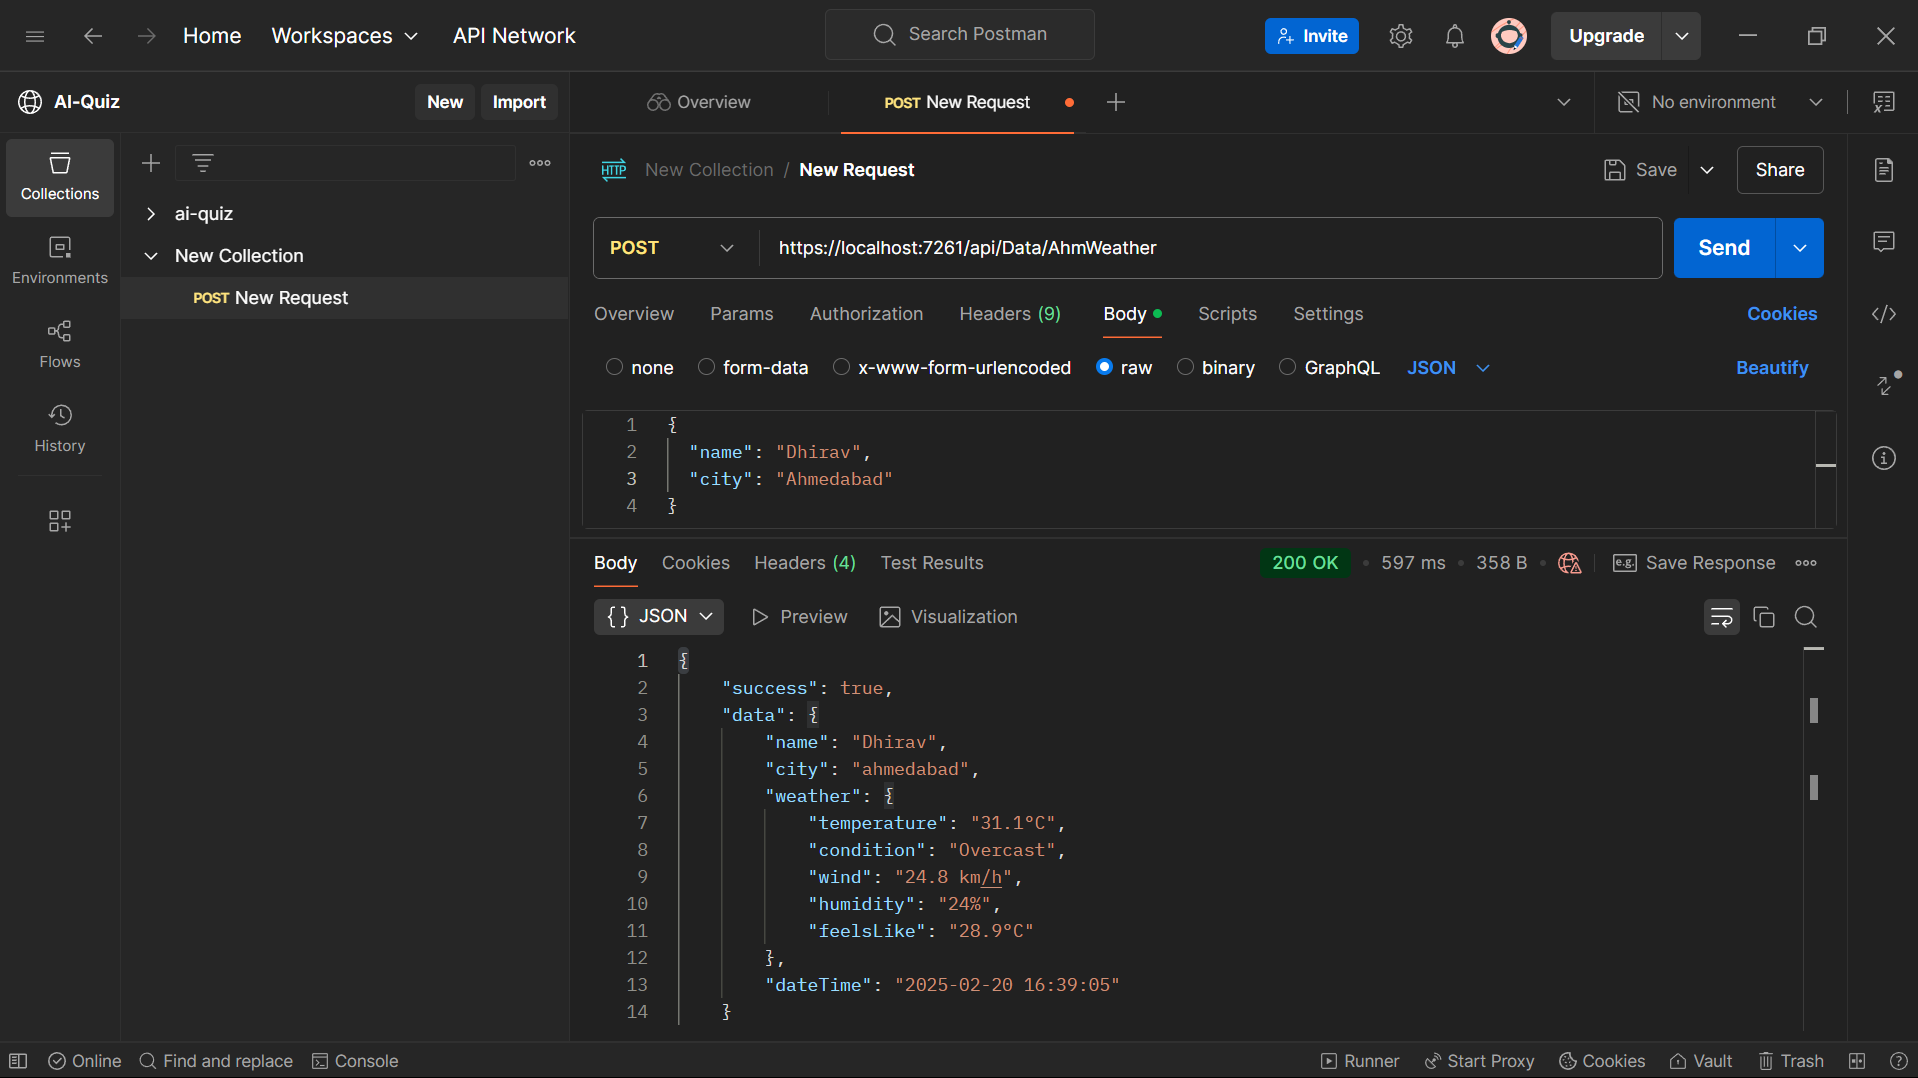 Home Workspaces API Network Search Postman Invite Upgrade
AI-Quiz New Import Overview POST New Request No environment
Collections
Environments
Flows
History
ai-quiz
New Collection
POST New Request
HTTP New Collection / New Request Save Share
POST https://localhost:7261/api/Data/AhmWeather Send
Overview Params Authorization Headers (9) Body Scripts Settings Cookies
none form-data x-www-form-urlencoded raw binary GraphQL JSON Beautify
1 {
2 "name": "Dhirav",
3 "city": "Ahmedabad"
4 }
Body Cookies Headers (4) Test Results 200 OK • 597 ms • 358 B • e.g. Save Response
{} JSON Preview Visualization
1 {
2 "success": true,
3 "data": {
4 "name": "Dhirav",
5 "city": "ahmedabad",
6 "weather": {
7 "temperature": "31.1°C",
8 "condition": "Overcast",
9 "wind": "24.8 km/h",
10 "humidity": "24%",
11 "feelsLike": "28.9°C"
12 },
13 "dateTime": "2025-02-20 16:39:05"
14 }
Online Find and replace Console Runner Start Proxy Cookies Vault Trash